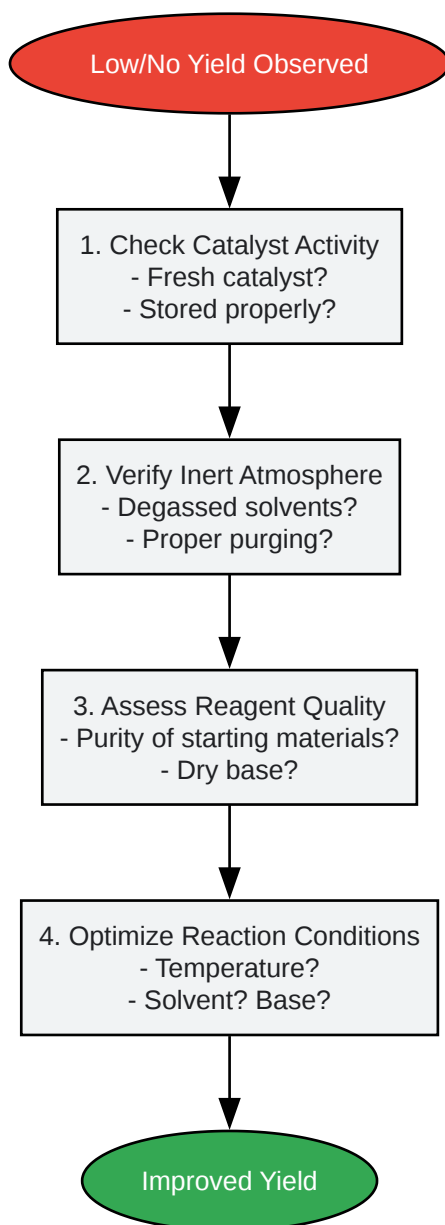 Low/No Yield Observed
1. Check Catalyst Activity
- Fresh catalyst?
- Stored properly?
2. Verify Inert Atmosphere
- Degassed solvents?
- Proper purging?
3. Assess Reagent Quality
- Purity of starting materials?
- Dry base?
4. Optimize Reaction Conditions
- Temperature?
- Solvent? Base?
Improved Yield